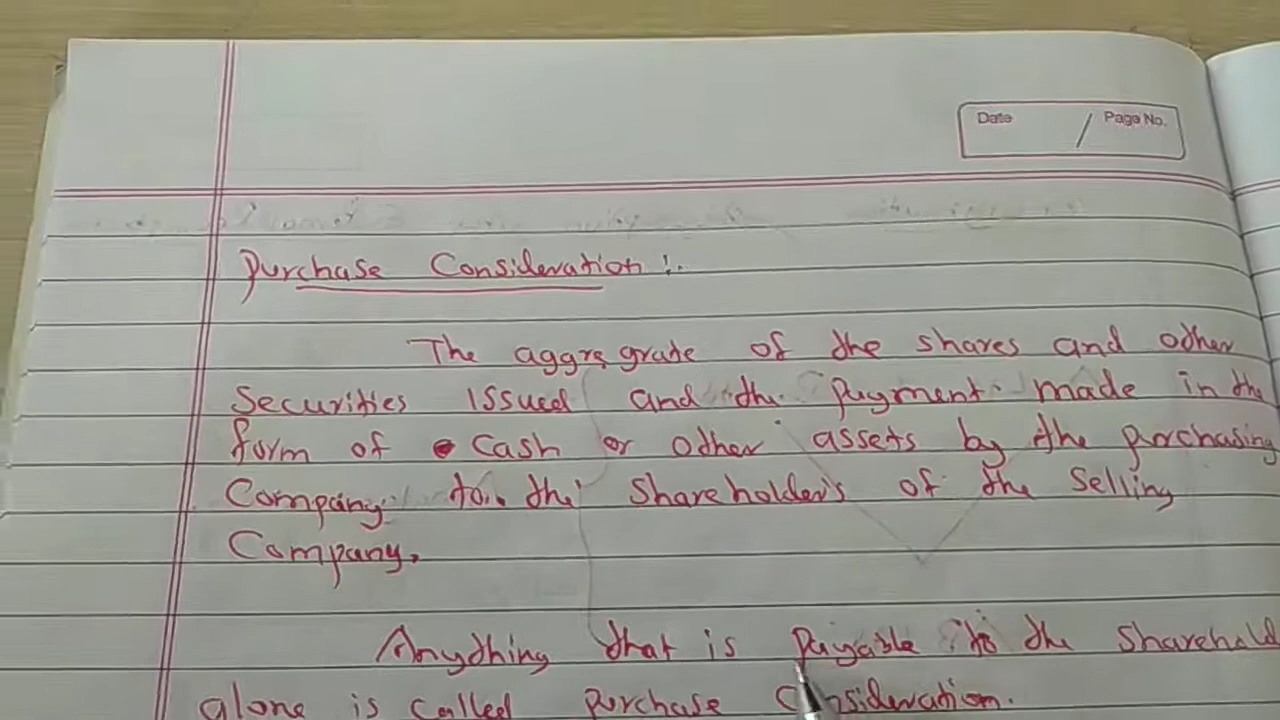 Date / Page No.
Purchase Consideration :.
The aggregrate of the shares and other
Securities issued and the payment made in the
form of Cash or other assets by the purchasing
Company to the Shareholders of the Selling
Company.
Anything that is payable to the Sharehold
alone is called purchase Consideration.